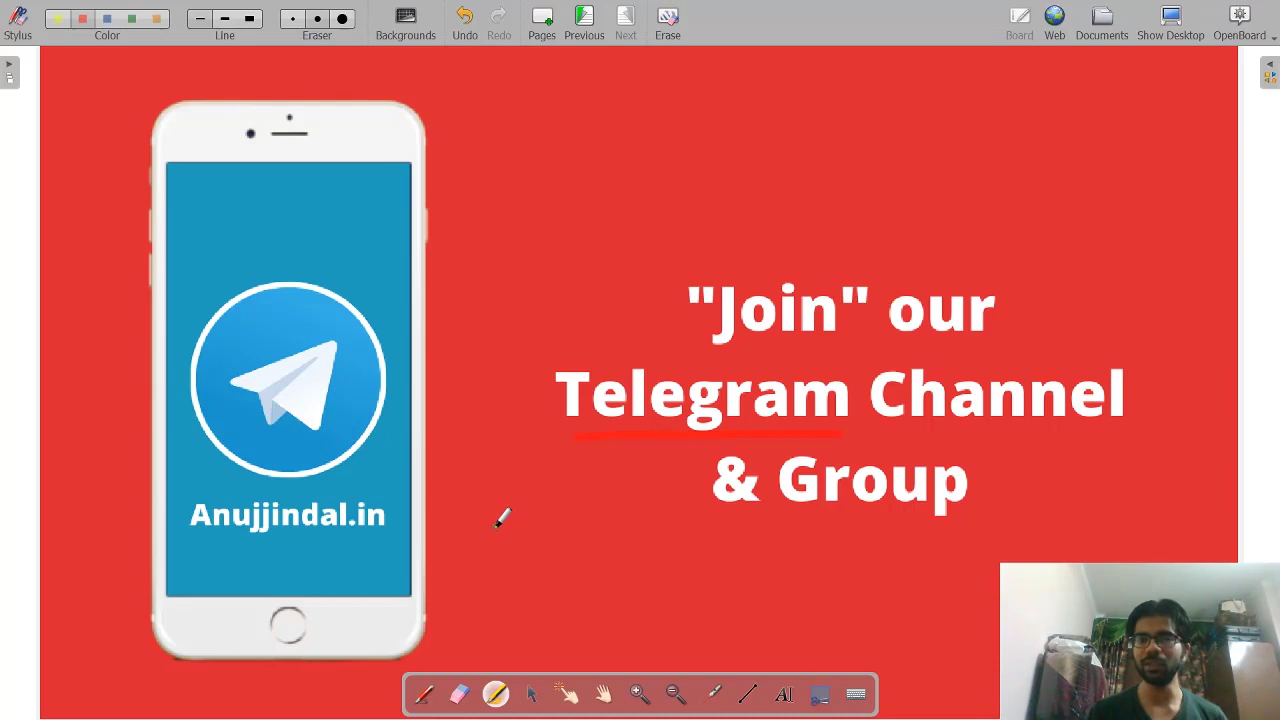 Stylus
Color
Line
Eraser
Backgrounds
Undo
Redo
Pages
Previous
Next
Erase
Board
Web
Documents
Show Desktop
OpenBoard
"Join" our
Telegram Channel
& Group
Anujjindal.in
AI